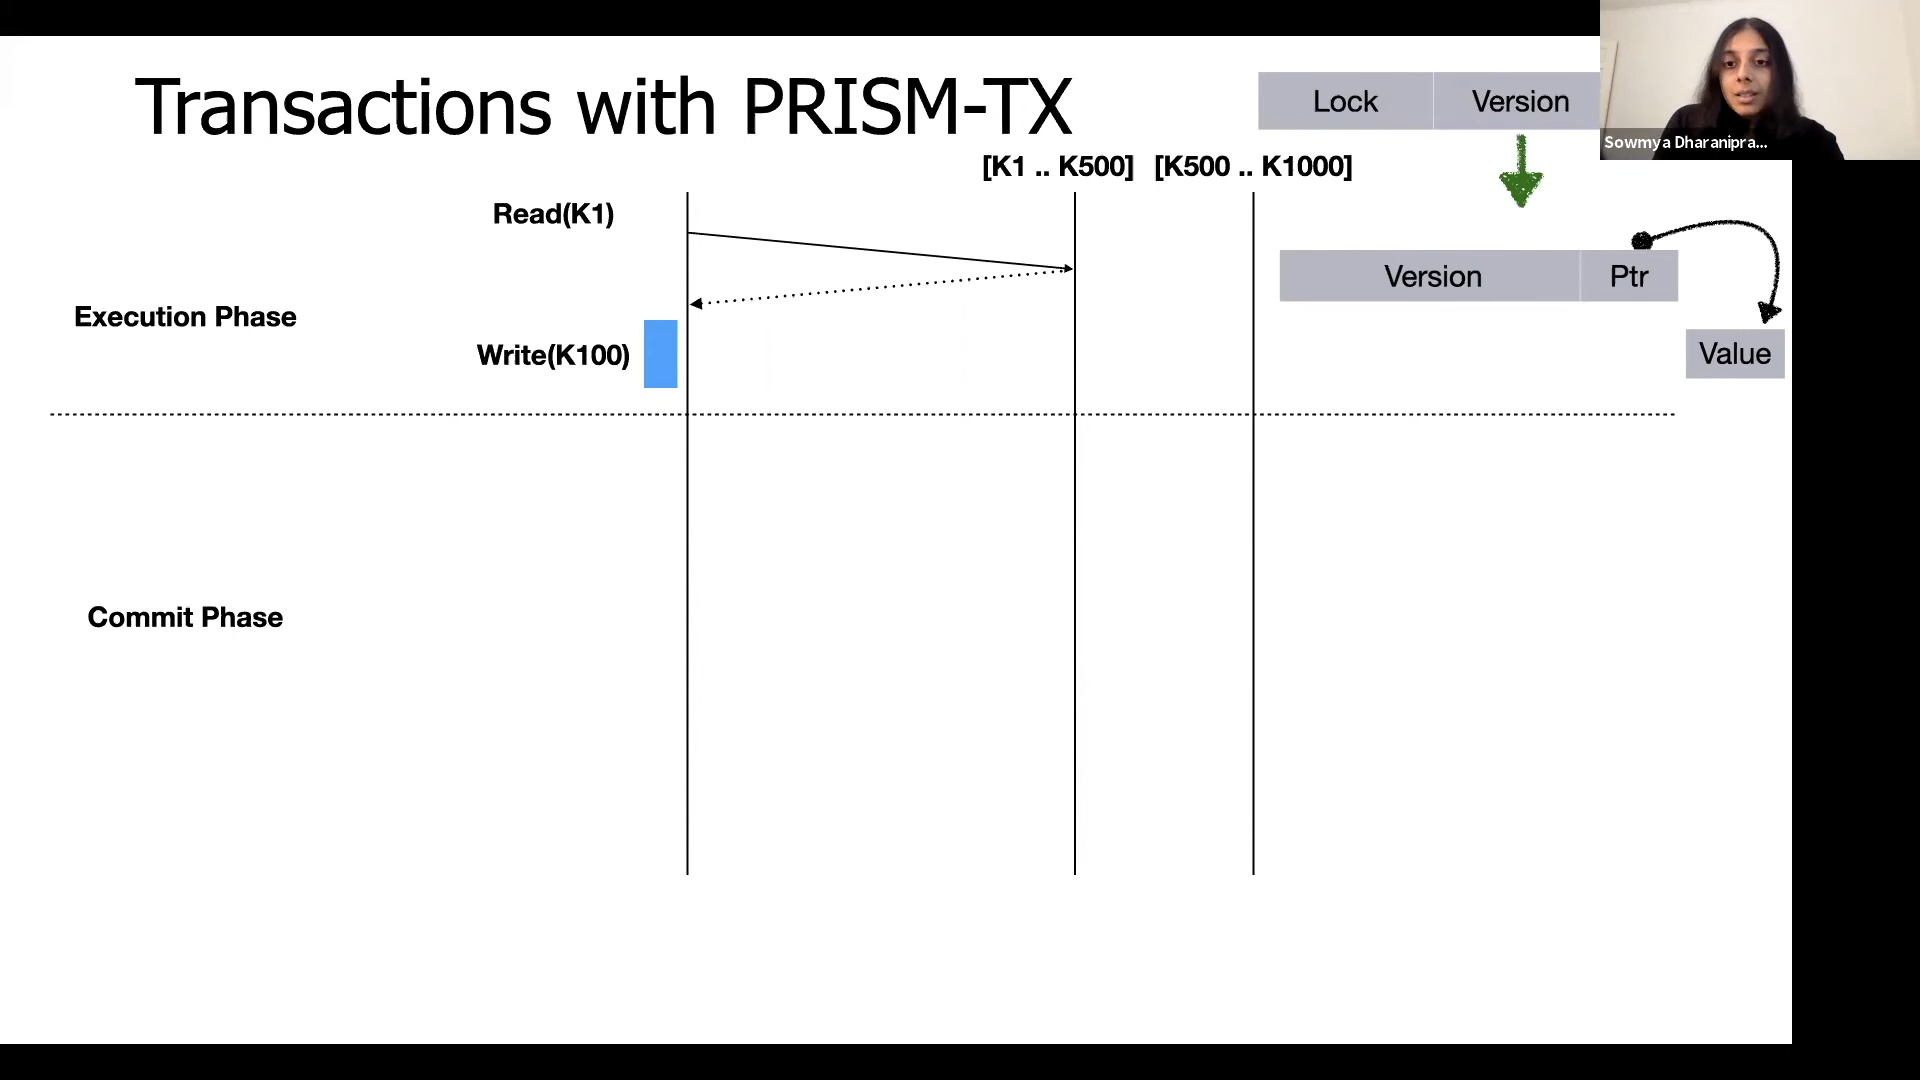 Transactions with PRISM-TX
Lock
Version
Sowmya Dharanipra...
[K1 .. K500]
[K500 .. K1000]
Read(K1)
Version
Ptr
Execution Phase
Write(K100)
Value
Commit Phase